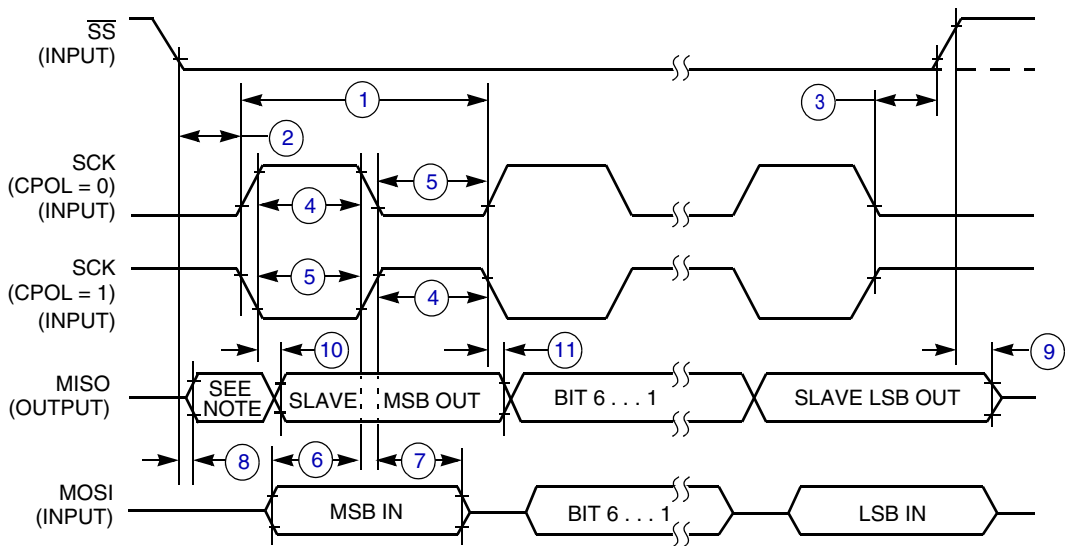 SS
(INPUT)
1
3
2
SCK
(CPOL = 0)
(INPUT)
5
4
SCK
(CPOL = 1)
(INPUT)
5
4
10
11
9
MISO
(OUTPUT)
SEE
NOTE
SLAVE
MSB OUT
BIT 6 . . . 1
SLAVE LSB OUT
8
6
7
MOSI
(INPUT)
MSB IN
BIT 6 . . . 1
LSB IN